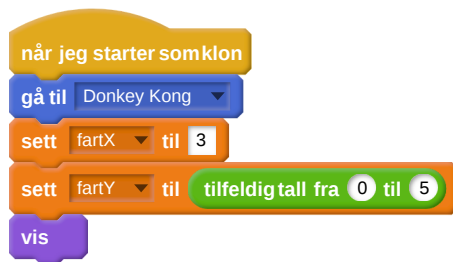 når jeg starter som klon
gå til Donkey Kong
sett fartX til 3
sett fartY til tilfeldig tall fra 0 til 5
vis